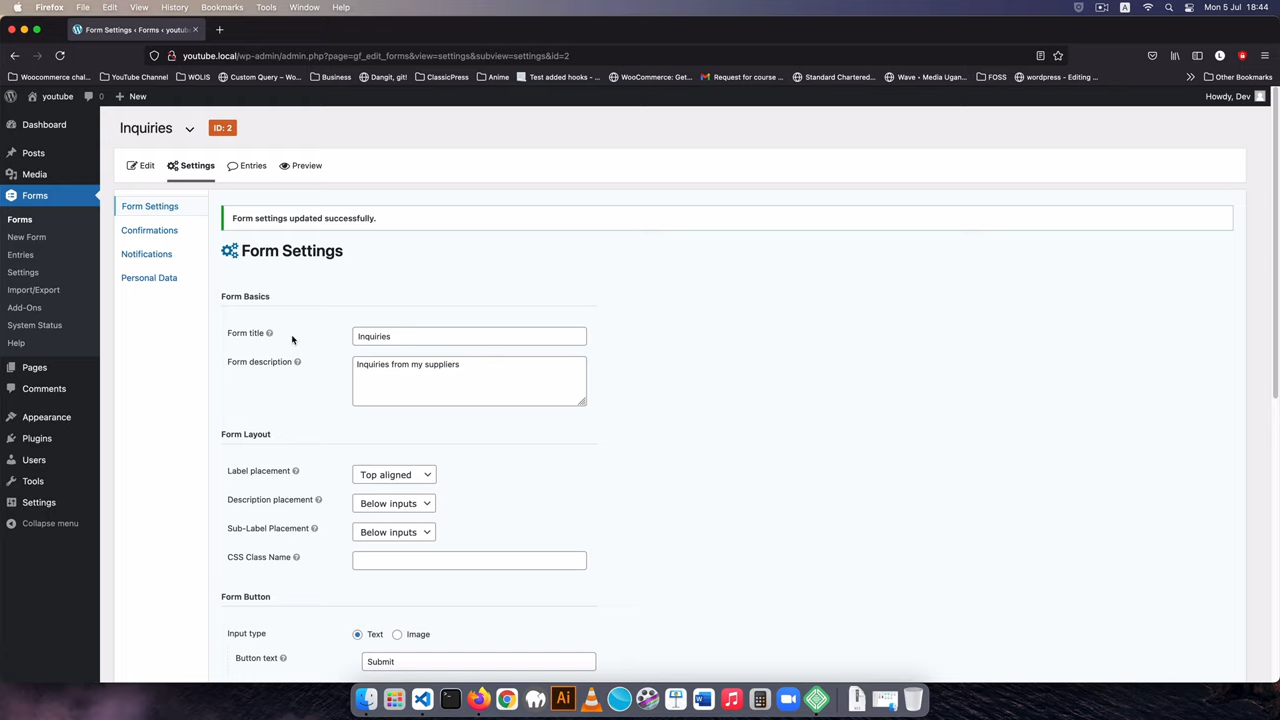 Firefox File Edit View History Bookmarks Tools Window Help Mon 5 Jul 18:44
Form Settings ‹ Forms ‹ youtub
youtube.local/wp-admin/admin.php?page=gf_edit_forms&view=settings&subview=settings&id=2
Woocommerce chal... YouTube Channel WOLIS Custom Query – Wo... Business Dangit, git! ClassicPress Anime Test added hooks - ... WooCommerce: Get... Request for course ... Standard Chartered... Wave • Media Ugan... FOSS wordpress - Editing ... Other Bookmarks
youtube 0 New Howdy, Dev
Dashboard
Posts
Media
Forms
Forms
New Form
Entries
Settings
Import/Export
Add-Ons
System Status
Help
Pages
Comments
Appearance
Plugins
Users
Tools
Settings
Collapse menu
Inquiries ID: 2
Edit Settings Entries Preview
Form Settings
Confirmations
Notifications
Personal Data
Form settings updated successfully.
Form Settings
Form Basics
Form title Inquiries
Form description Inquiries from my suppliers
Form Layout
Label placement Top aligned
Description placement Below inputs
Sub-Label Placement Below inputs
CSS Class Name
Form Button
Input type Text Image
Button text Submit